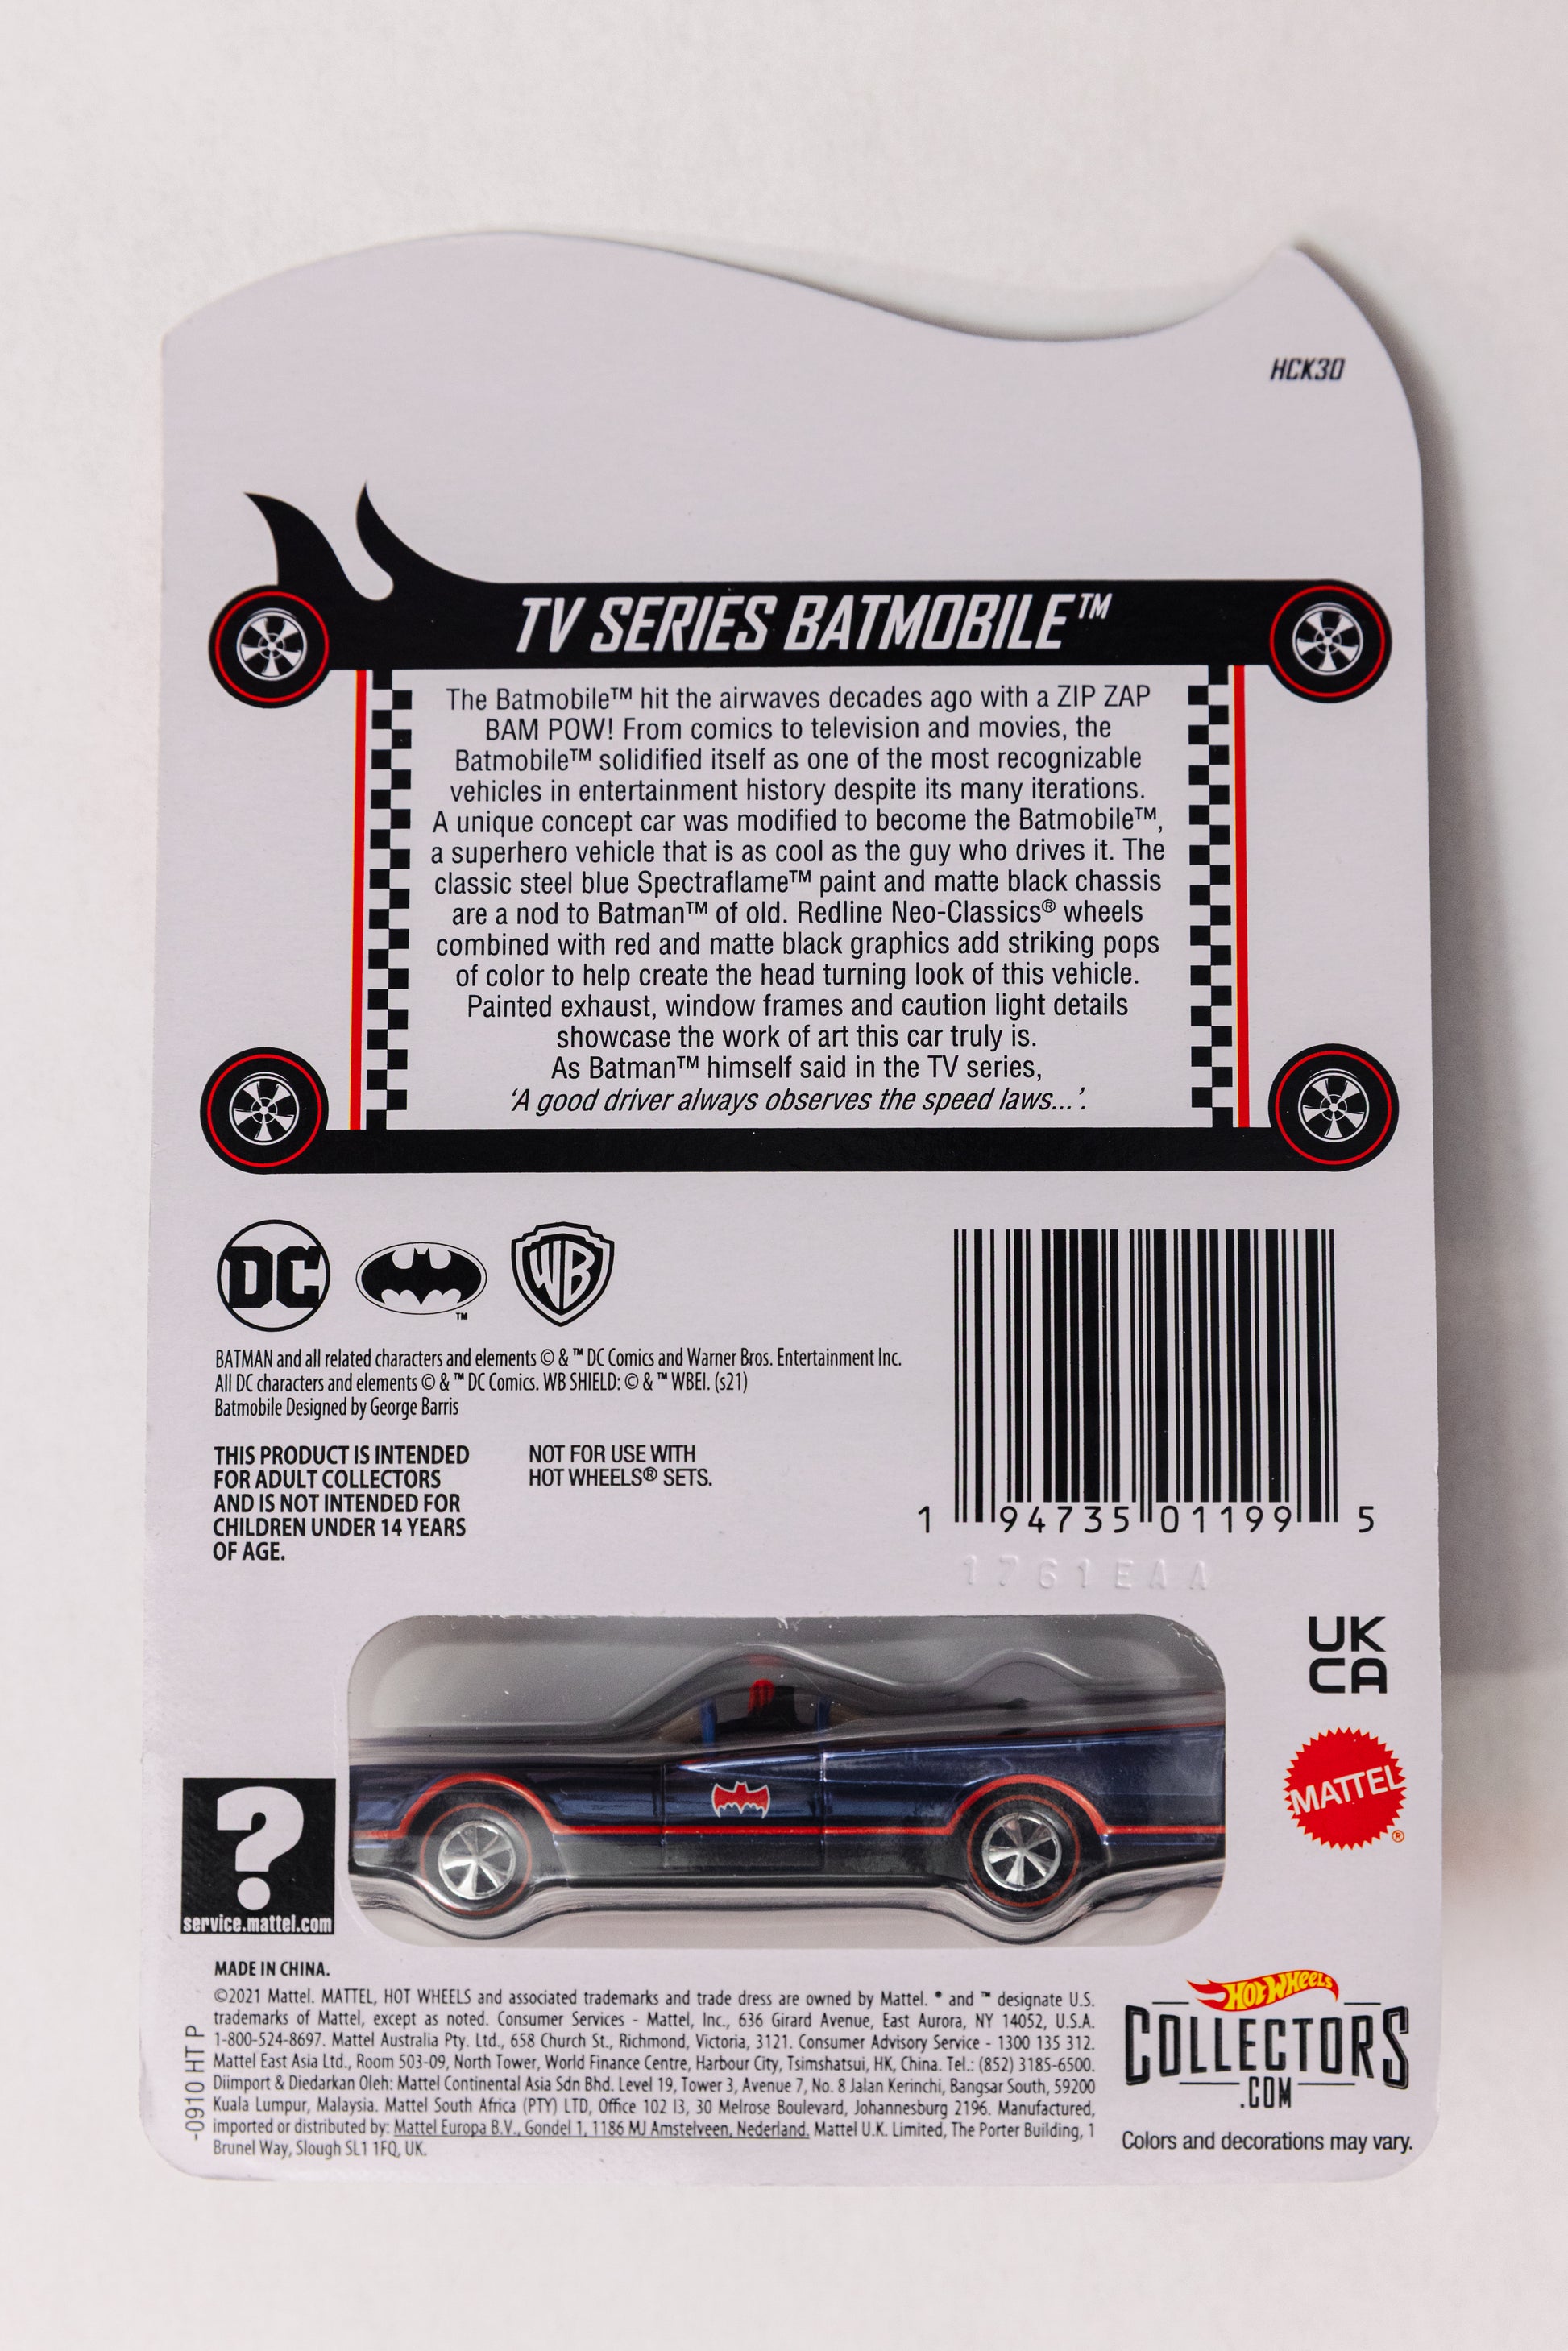 HCK30
TV SERIES BATMOBILE™
The Batmobile™ hit the airwaves decades ago with a ZIP ZAP
BAM POW! From comics to television and movies, the
Batmobile™ solidified itself as one of the most recognizable
vehicles in entertainment history despite its many iterations.
A unique concept car was modified to become the Batmobile™,
a superhero vehicle that is as cool as the guy who drives it. The
classic steel blue Spectraflame™ paint and matte black chassis
are a nod to Batman™ of old. Redline Neo-Classics® wheels
combined with red and matte black graphics add striking pops
of color to help create the head turning look of this vehicle.
Painted exhaust, window frames and caution light details
showcase the work of art this car truly is.
As Batman™ himself said in the TV series,
‘A good driver always observes the speed laws...’.
DC
™
WB
BATMAN and all related characters and elements © & ™ DC Comics and Warner Bros. Entertainment Inc.
All DC characters and elements © & ™ DC Comics. WB SHIELD: © & ™ WBEI. (s21)
Batmobile Designed by George Barris
THIS PRODUCT IS INTENDED
FOR ADULT COLLECTORS
AND IS NOT INTENDED FOR
CHILDREN UNDER 14 YEARS
OF AGE.
NOT FOR USE WITH
HOT WHEELS® SETS.
1 94735 01199 5
1761EAA
UK
CA
MATTEL®
?
service.mattel.com
MADE IN CHINA.
©2021 Mattel. MATTEL, HOT WHEELS and associated trademarks and trade dress are owned by Mattel. ® and ™ designate U.S.
trademarks of Mattel, except as noted. Consumer Services - Mattel, Inc., 636 Girard Avenue, East Aurora, NY 14052, U.S.A.
1-800-524-8697. Mattel Australia Pty. Ltd., 658 Church St., Richmond, Victoria, 3121. Consumer Advisory Service - 1300 135 312.
Mattel East Asia Ltd., Room 503-09, North Tower, World Finance Centre, Harbour City, Tsimshatsui, HK, China. Tel.: (852) 3185-6500.
Diimport & Diedarkan Oleh: Mattel Continental Asia Sdn Bhd. Level 19, Tower 3, Avenue 7, No. 8 Jalan Kerinchi, Bangsar South, 59200
Kuala Lumpur, Malaysia. Mattel South Africa (PTY) LTD, Office 102 I3, 30 Melrose Boulevard, Johannesburg 2196. Manufactured,
imported or distributed by: Mattel Europa B.V., Gondel 1, 1186 MJ Amstelveen, Nederland. Mattel U.K. Limited, The Porter Building, 1
Brunel Way, Slough SL1 1FQ, UK.
-0910 HT P
Hot Wheels
COLLECTORS
.COM
Colors and decorations may vary.